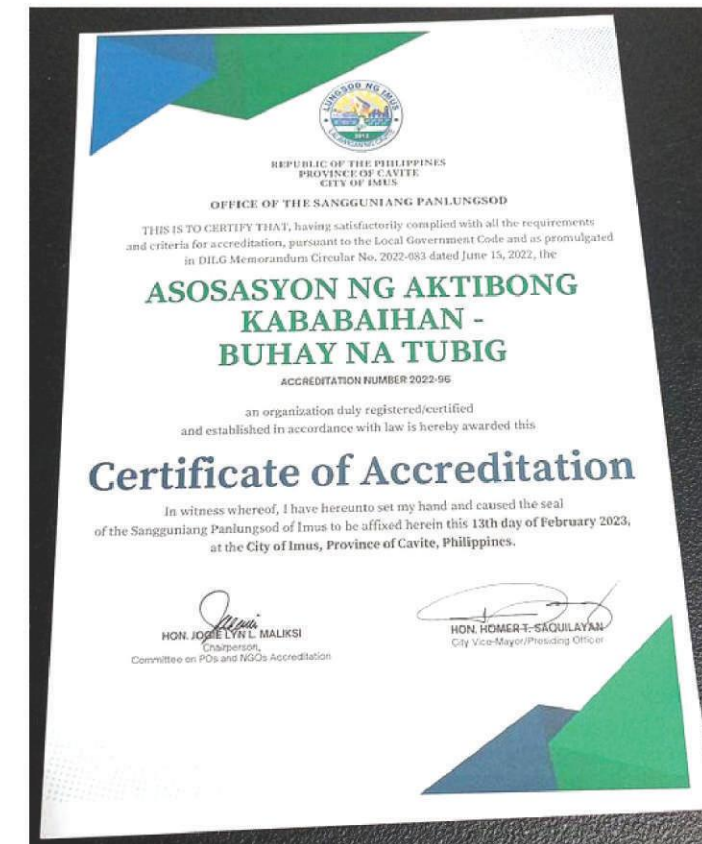 LUNGSOD NG IMUS
2012
LALAWIGAN NG CAVITE
REPUBLIC OF THE PHILIPPINES
PROVINCE OF CAVITE
CITY OF IMUS
OFFICE OF THE SANGGUNIANG PANLUNGSOD
THIS IS TO CERTIFY THAT, having satisfactorily complied with all the requirements
and criteria for accreditation, pursuant to the Local Government Code and as promulgated
in DILG Memorandum Circular No. 2022-083 dated June 15, 2022, the
ASOSASYON NG AKTIBONG
KABABAIHAN -
BUHAY NA TUBIG
ACCREDITATION NUMBER 2022-96
an organization duly registered/certified
and established in accordance with law is hereby awarded this
Certificate of Accreditation
In witness whereof, I have hereunto set my hand and caused the seal
of the Sangguniang Panlungsod of Imus to be affixed herein this 13th day of February 2023,
at the City of Imus, Province of Cavite, Philippines.
HON. JOGIE LYN L. MALIKSI
Chairperson,
Committee on POs and NGOs Accreditation
HON. HOMER T. SAQUILAYAN
City Vice-Mayor/Presiding Officer